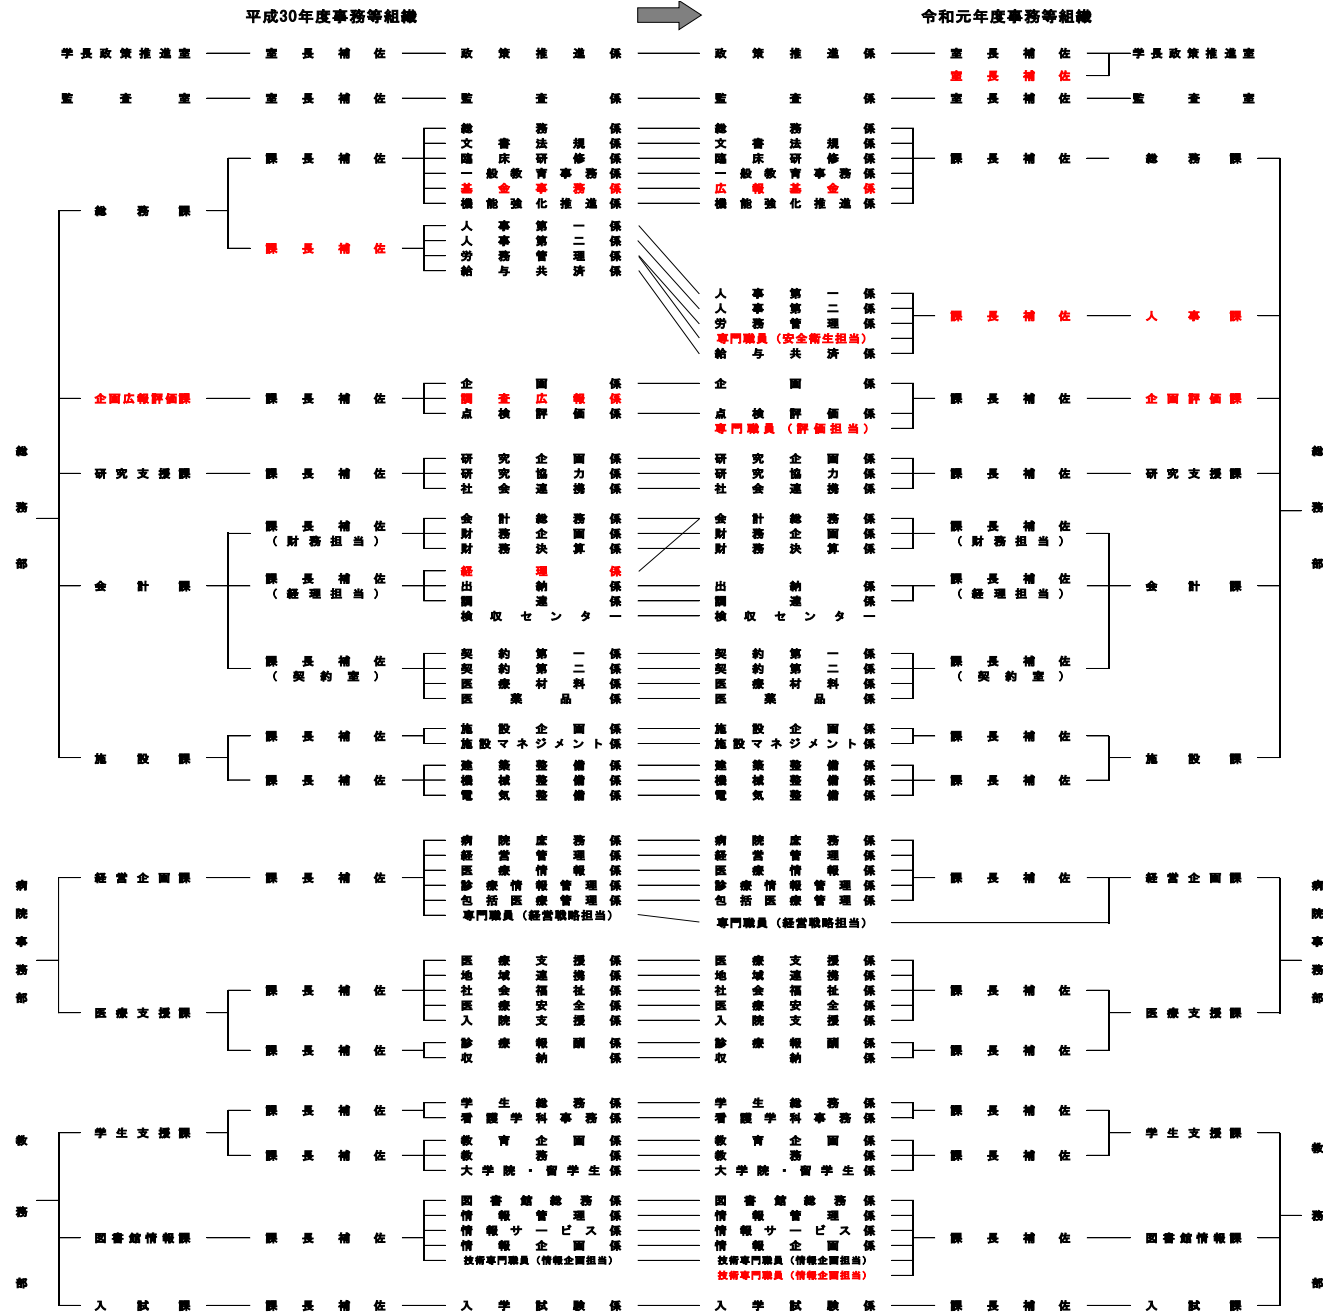 平成30年度事務等組織 令和元年度事務等組織
学長政策推進室 室長補佐 政策推進係 政策推進係 室長補佐 学長政策推進室
室長補佐
監査室 室長補佐 監査係 監査係 室長補佐 監査室
総務係 総務係
文書法規係 文書法規係
課長補佐 臨床研修係 臨床研修係 課長補佐 総務課
一般教育事務係 一般教育事務係
基金事務係 広報基金係
機能強化推進係 機能強化推進係
総務課
人事第一係
人事第二係
課長補佐 労務管理係
給与共済係
人事第一係
人事第二係
労務管理係 課長補佐 人事課
専門職員(安全衛生担当)
給与共済係
企画係 企画係
企画広報評価課 課長補佐 調査広報係 課長補佐 企画評価課
点検評価係 点検評価係
専門職員(評価担当)
研究企画係 研究企画係
研究支援課 課長補佐 研究協力係 研究協力係 課長補佐 研究支援課
社会連携係 社会連携係
総務部 総務部
会計総務係 会計総務係
課長補佐(財務担当) 財務企画係 財務企画係 課長補佐(財務担当)
財務決算係 財務決算係
経理係
会計課 課長補佐(経理担当) 出納係 出納係 課長補佐(経理担当) 会計課
調達係 調達係
検収センター 検収センター
契約第一係 契約第一係
課長補佐(契約室) 契約第二係 契約第二係 課長補佐(契約室)
医療材料係 医療材料係
医薬品係 医薬品係
課長補佐 施設企画係 施設企画係 課長補佐
施設マネジメント係 施設マネジメント係
施設課 施設課
建築整備係 建築整備係
課長補佐 機械整備係 機械整備係 課長補佐
電気整備係 電気整備係
病院庶務係 病院庶務係
経営管理係 経営管理係
医療情報係 医療情報係
経営企画課 課長補佐 診療情報管理係 診療情報管理係 課長補佐 経営企画課
包括医療管理係 包括医療管理係
専門職員(経営戦略担当) 専門職員(経営戦略担当)
病院事務部 病院事務部
医療支援係 医療支援係
地域連携係 地域連携係
課長補佐 社会福祉係 社会福祉係 課長補佐
医療安全係 医療安全係
医療支援課 入院支援係 入院支援係 医療支援課
課長補佐 診療報酬係 診療報酬係 課長補佐
収納係 収納係
課長補佐 学生総務係 学生総務係 課長補佐
看護学科事務係 看護学科事務係
学生支援課 学生支援課
教育企画係 教育企画係
課長補佐 教務係 教務係 課長補佐
大学院・留学生係 大学院・留学生係
教務部 教務部
図書館総務係 図書館総務係
情報管理係 情報管理係
情報サービス係 情報サービス係
図書館情報課 課長補佐 情報企画係 情報企画係 課長補佐 図書館情報課
技術専門職員(情報企画担当) 技術専門職員(情報企画担当)
技術専門職員(情報企画担当)
入試課 課長補佐 入学試験係 入学試験係 課長補佐 入試課